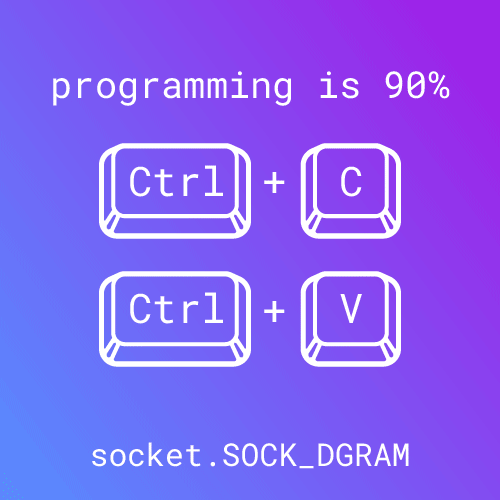 programming is 90%
Ctrl + C
Ctrl + V
socket.SOCK_DGRAM